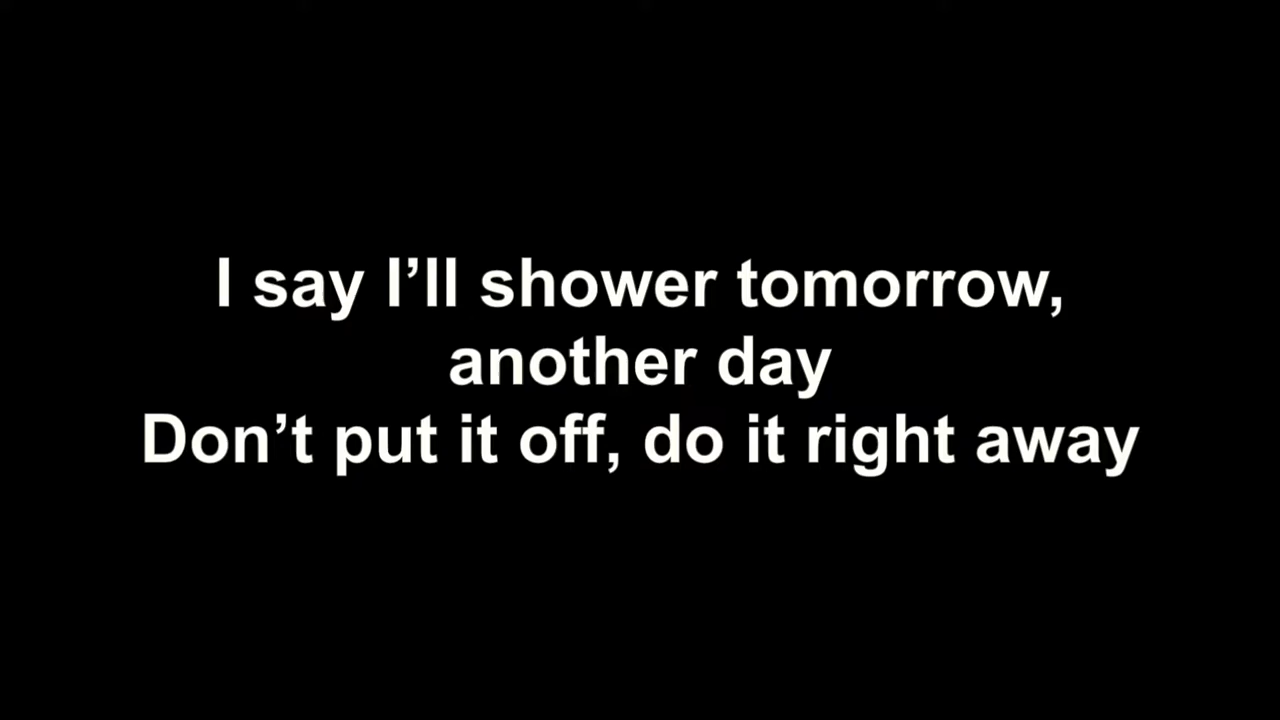 I say I’ll shower tomorrow,
another day
Don’t put it off, do it right away